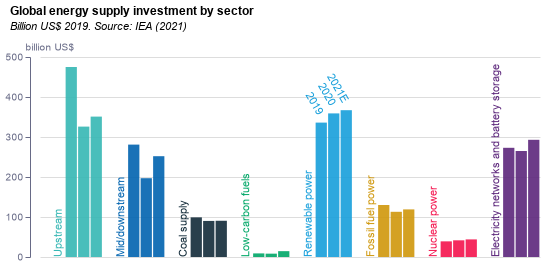 Global energy supply investment by sector
Billion US$ 2019. Source: IEA (2021)
billion US$
500
400
300
200
100
0
Upstream
Mid/downstream
Coal supply
Low-carbon fuels
Renewable power
2019
2020
2021E
Fossil fuel power
Nuclear power
Electricity networks and battery storage